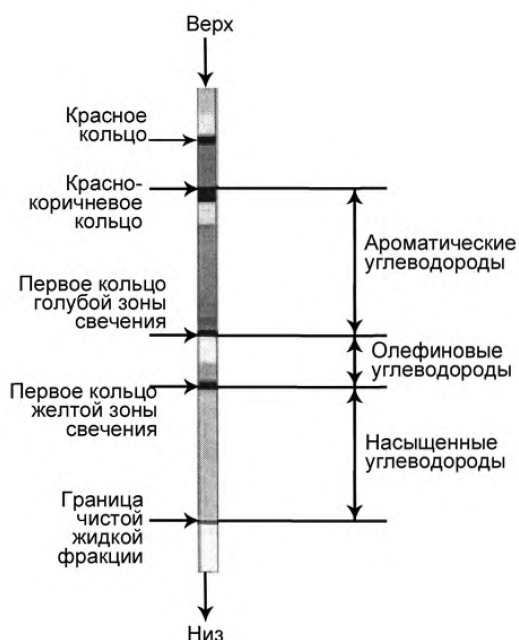 Верх
Красное
кольцо
Красно-
коричневое
кольцо
Ароматические
углеводороды
Первое кольцо
голубой зоны
свечения
Олефиновые
углеводороды
Первое кольцо
желтой зоны
свечения
Насыщенные
углеводороды
Граница
чистой
жидкой
фракции
Низ